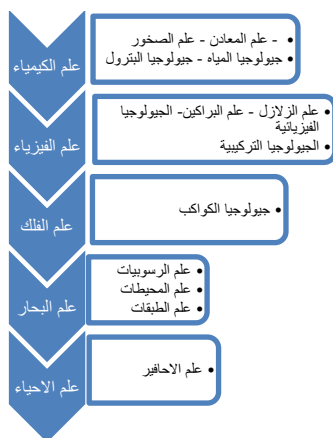 علم الكيمياء
- علم المعادن - علم الصخور
جيولوجيا المياه - جيولوجيا البترول
علم الفيزياء
علم الزلازل - علم البراكين- الجيولوجيا
الفيزيائية
الجيولوجيا التركيبية
علم الفلك
جيولوجيا الكواكب
علم البحار
علم الرسوبيات
علم المحيطات
علم الطبقات
علم الاحياء
علم الاحافير